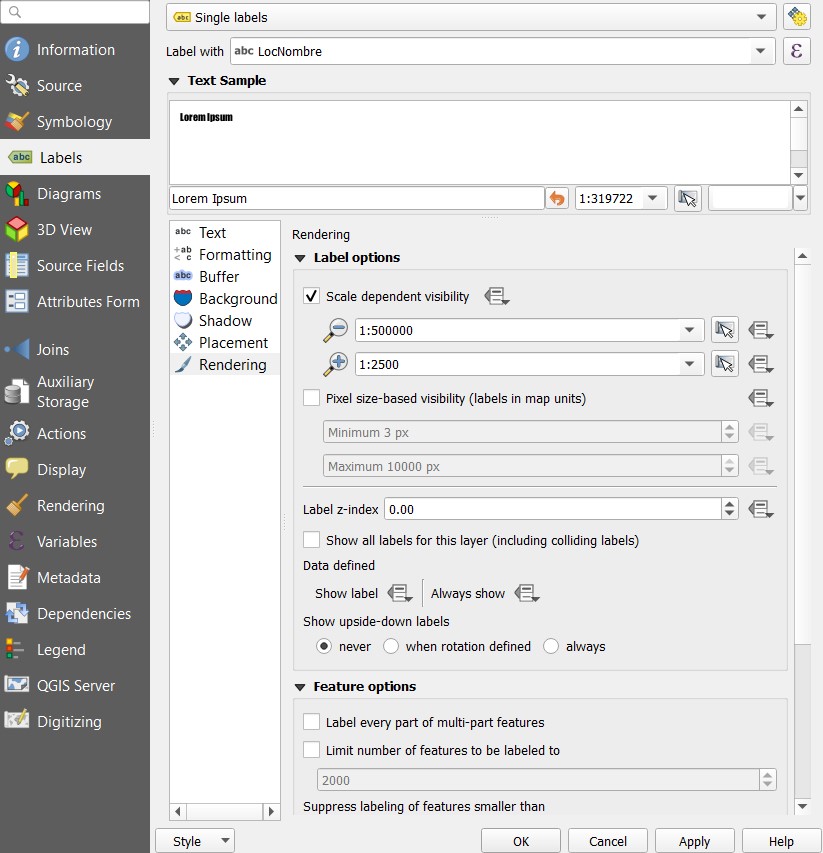 abc Single labels
Label with abc LocNombre ε
Text Sample
Lorem Ipsum
Lorem Ipsum 1:319722
Information
Source
Symbology
abc Labels
Diagrams
3D View
Source Fields
Attributes Form
Joins
Auxiliary
Storage
Actions
Display
Rendering
ε Variables
Metadata
Dependencies
Legend
QGIS Server
Digitizing
abc Text
+ab < c Formatting
abc Buffer
Background
Shadow
Placement
Rendering
Rendering
Label options
Scale dependent visibility
1:500000
1:2500
Pixel size-based visibility (labels in map units)
Minimum 3 px
Maximum 10000 px
Label z-index 0.00
Show all labels for this layer (including colliding labels)
Data defined
Show label Always show
Show upside-down labels
never when rotation defined always
Feature options
Label every part of multi-part features
Limit number of features to be labeled to
2000
Suppress labeling of features smaller than
Style OK Cancel Apply Help